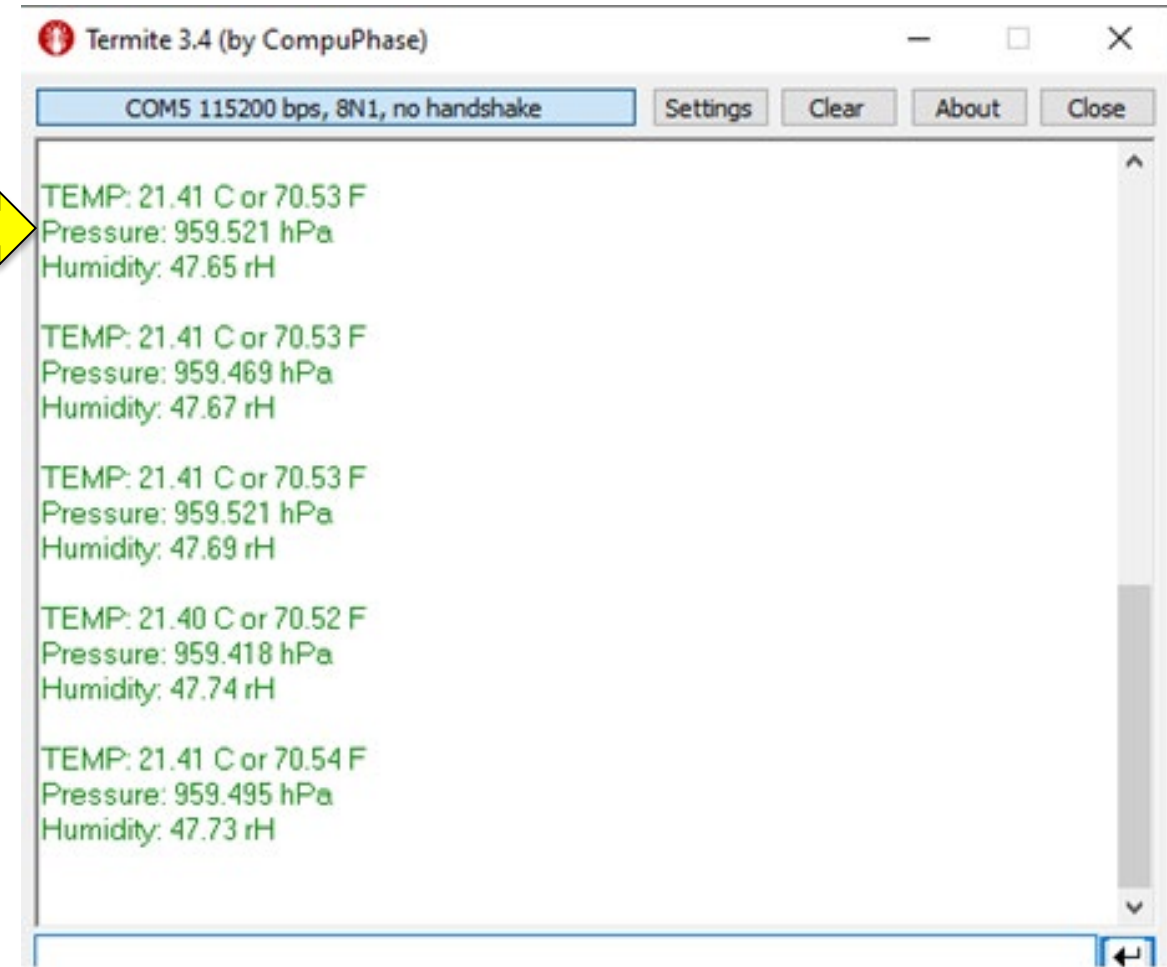 Termite 3.4 (by CompuPhase)
COM5 115200 bps, 8N1, no handshake Settings Clear About Close
TEMP: 21.41 C or 70.53 F
Pressure: 959.521 hPa
Humidity: 47.65 rH
TEMP: 21.41 C or 70.53 F
Pressure: 959.469 hPa
Humidity: 47.67 rH
TEMP: 21.41 C or 70.53 F
Pressure: 959.521 hPa
Humidity: 47.69 rH
TEMP: 21.40 C or 70.52 F
Pressure: 959.418 hPa
Humidity: 47.74 rH
TEMP: 21.41 C or 70.54 F
Pressure: 959.495 hPa
Humidity: 47.73 rH